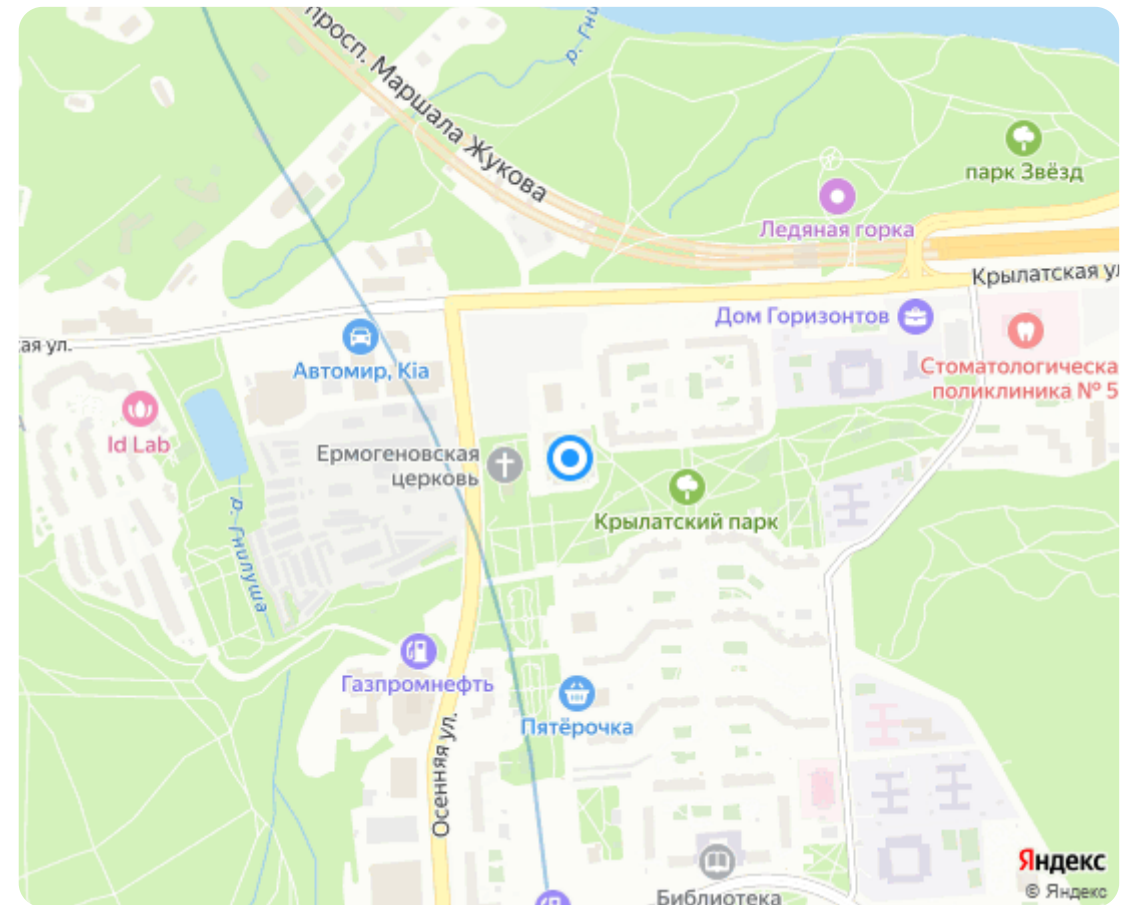 просп. Маршала Жукова
р. Гни
парк Звёзд
Ледяная горка
Крылатская ул
Дом Горизонтов
ая ул.
Автомир, Kia
Стоматологическа
поликлиника № 5
Id Lab
Ермогеновская
церковь
Крылатский парк
р. Гнилуша
Газпромнефть
Пятёрочка
Осенняя ул.
Библиотека
Яндекс
© Яндекс